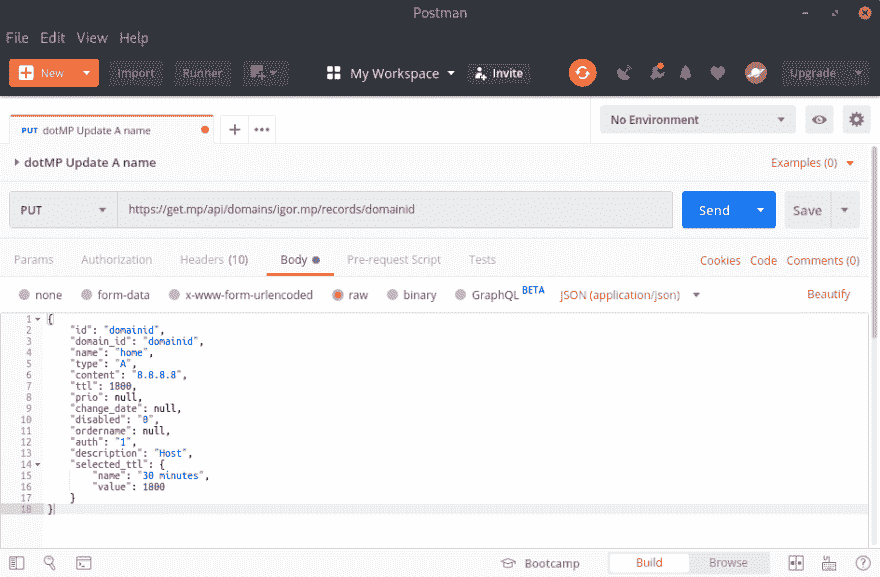 Postman
File Edit View Help
New Import Runner My Workspace Invite Upgrade
PUT dotMP Update A name
No Environment
dotMP Update A name
Examples (0)
PUT https://get.mp/api/domains/igor.mp/records/domainid Send Save
Params Authorization Headers (10) Body Pre-request Script Tests Cookies Code Comments (0)
none form-data x-www-form-urlencoded raw binary GraphQL BETA JSON (application/json) Beautify
1 {
2 "id": "domainid",
3 "domain_id": "domainid",
4 "name": "home",
5 "type": "A",
6 "content": "8.8.8.8",
7 "ttl": 1800,
8 "prio": null,
9 "change_date": null,
10 "disabled": "0",
11 "ordername": null,
12 "auth": "1",
13 "description": "Host",
14 "selected_ttl": {
15 "name": "30 minutes",
16 "value": 1800
17 }
18 }
Bootcamp Build Browse